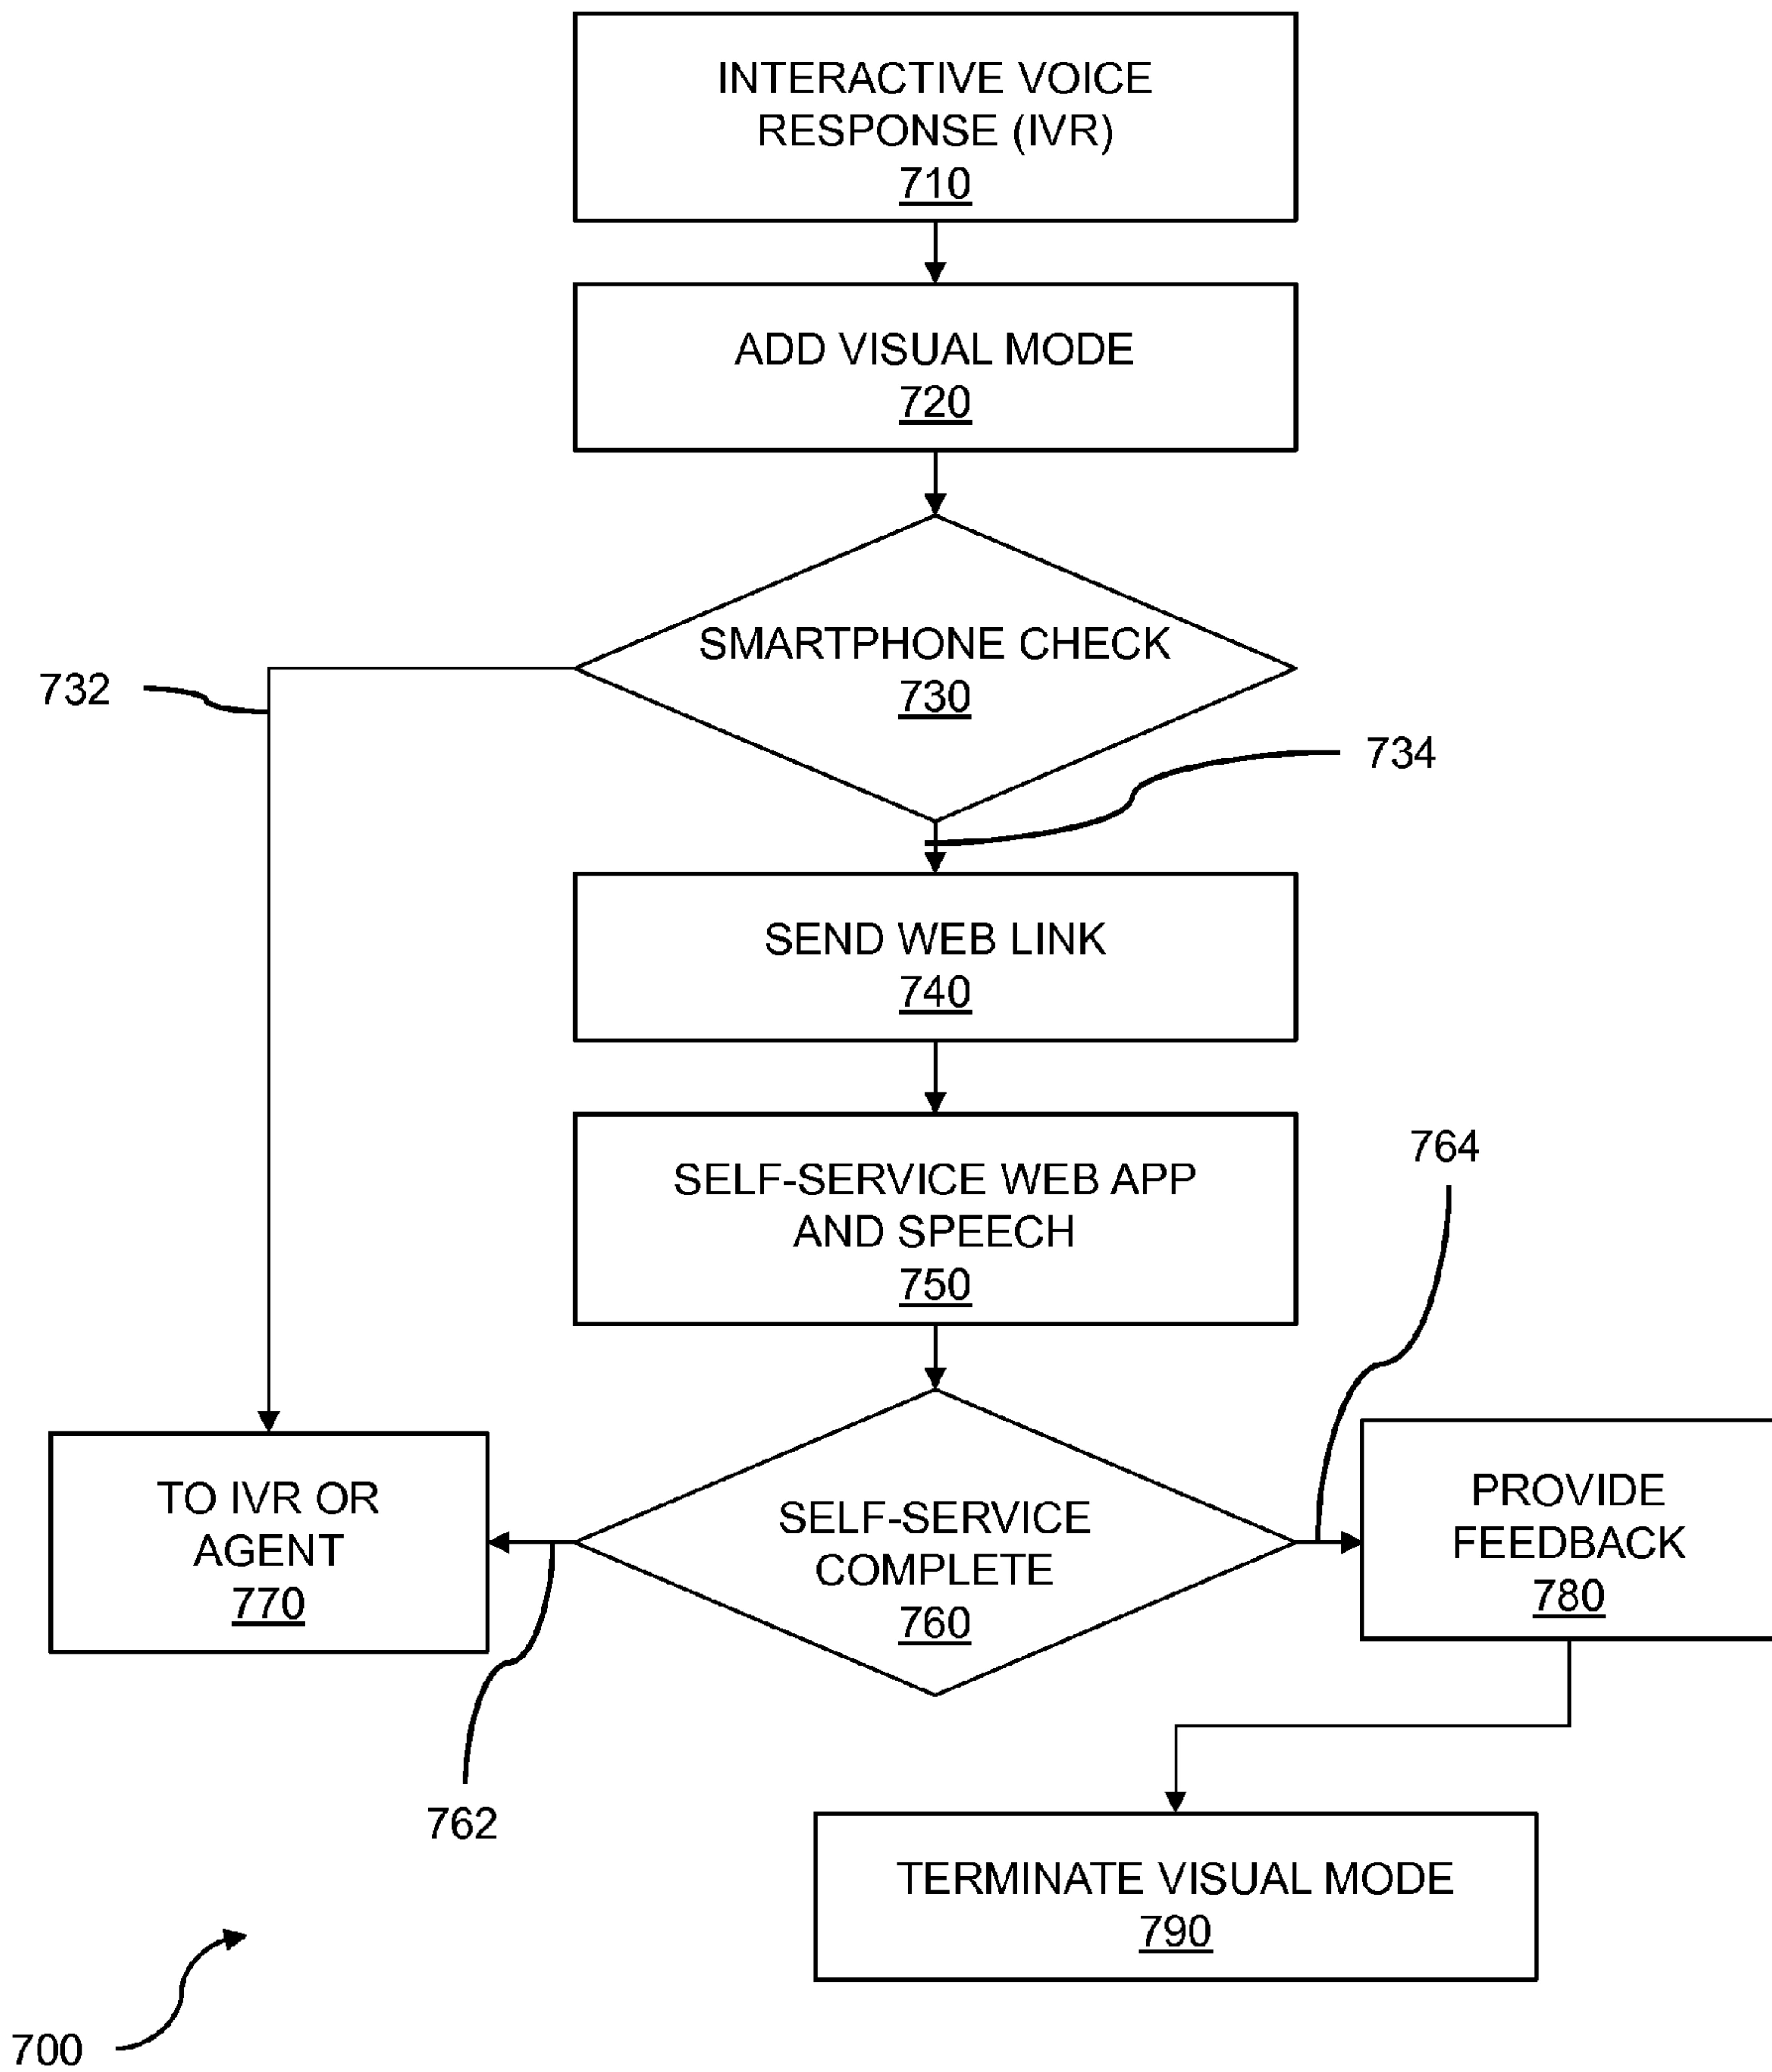 INTERACTIVE VOICE
RESPONSE (IVR)
710
ADD VISUAL MODE
720
SMARTPHONE CHECK
730
732
734
SEND WEB LINK
740
SELF-SERVICE WEB APP
AND SPEECH
750
764
TO IVR OR
AGENT
770
SELF-SERVICE
COMPLETE
760
PROVIDE
FEEDBACK
780
762
TERMINATE VISUAL MODE
790
700